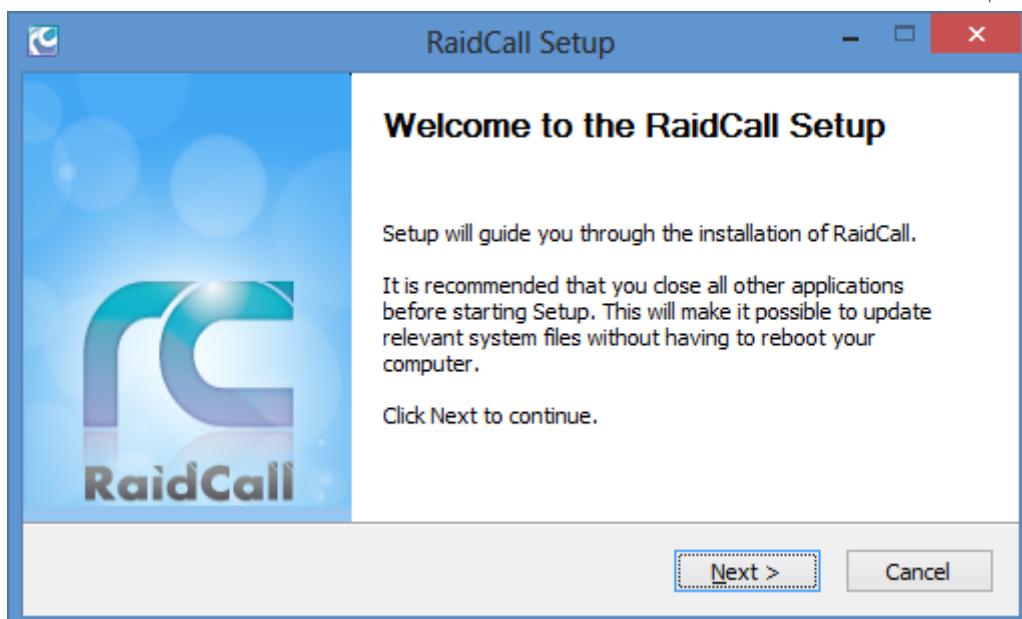 RaidCall Setup
Welcome to the RaidCall Setup
Setup will guide you through the installation of RaidCall.
It is recommended that you close all other applications
before starting Setup. This will make it possible to update
relevant system files without having to reboot your
computer.
Click Next to continue.
rc
RaidCall
Next >
Cancel